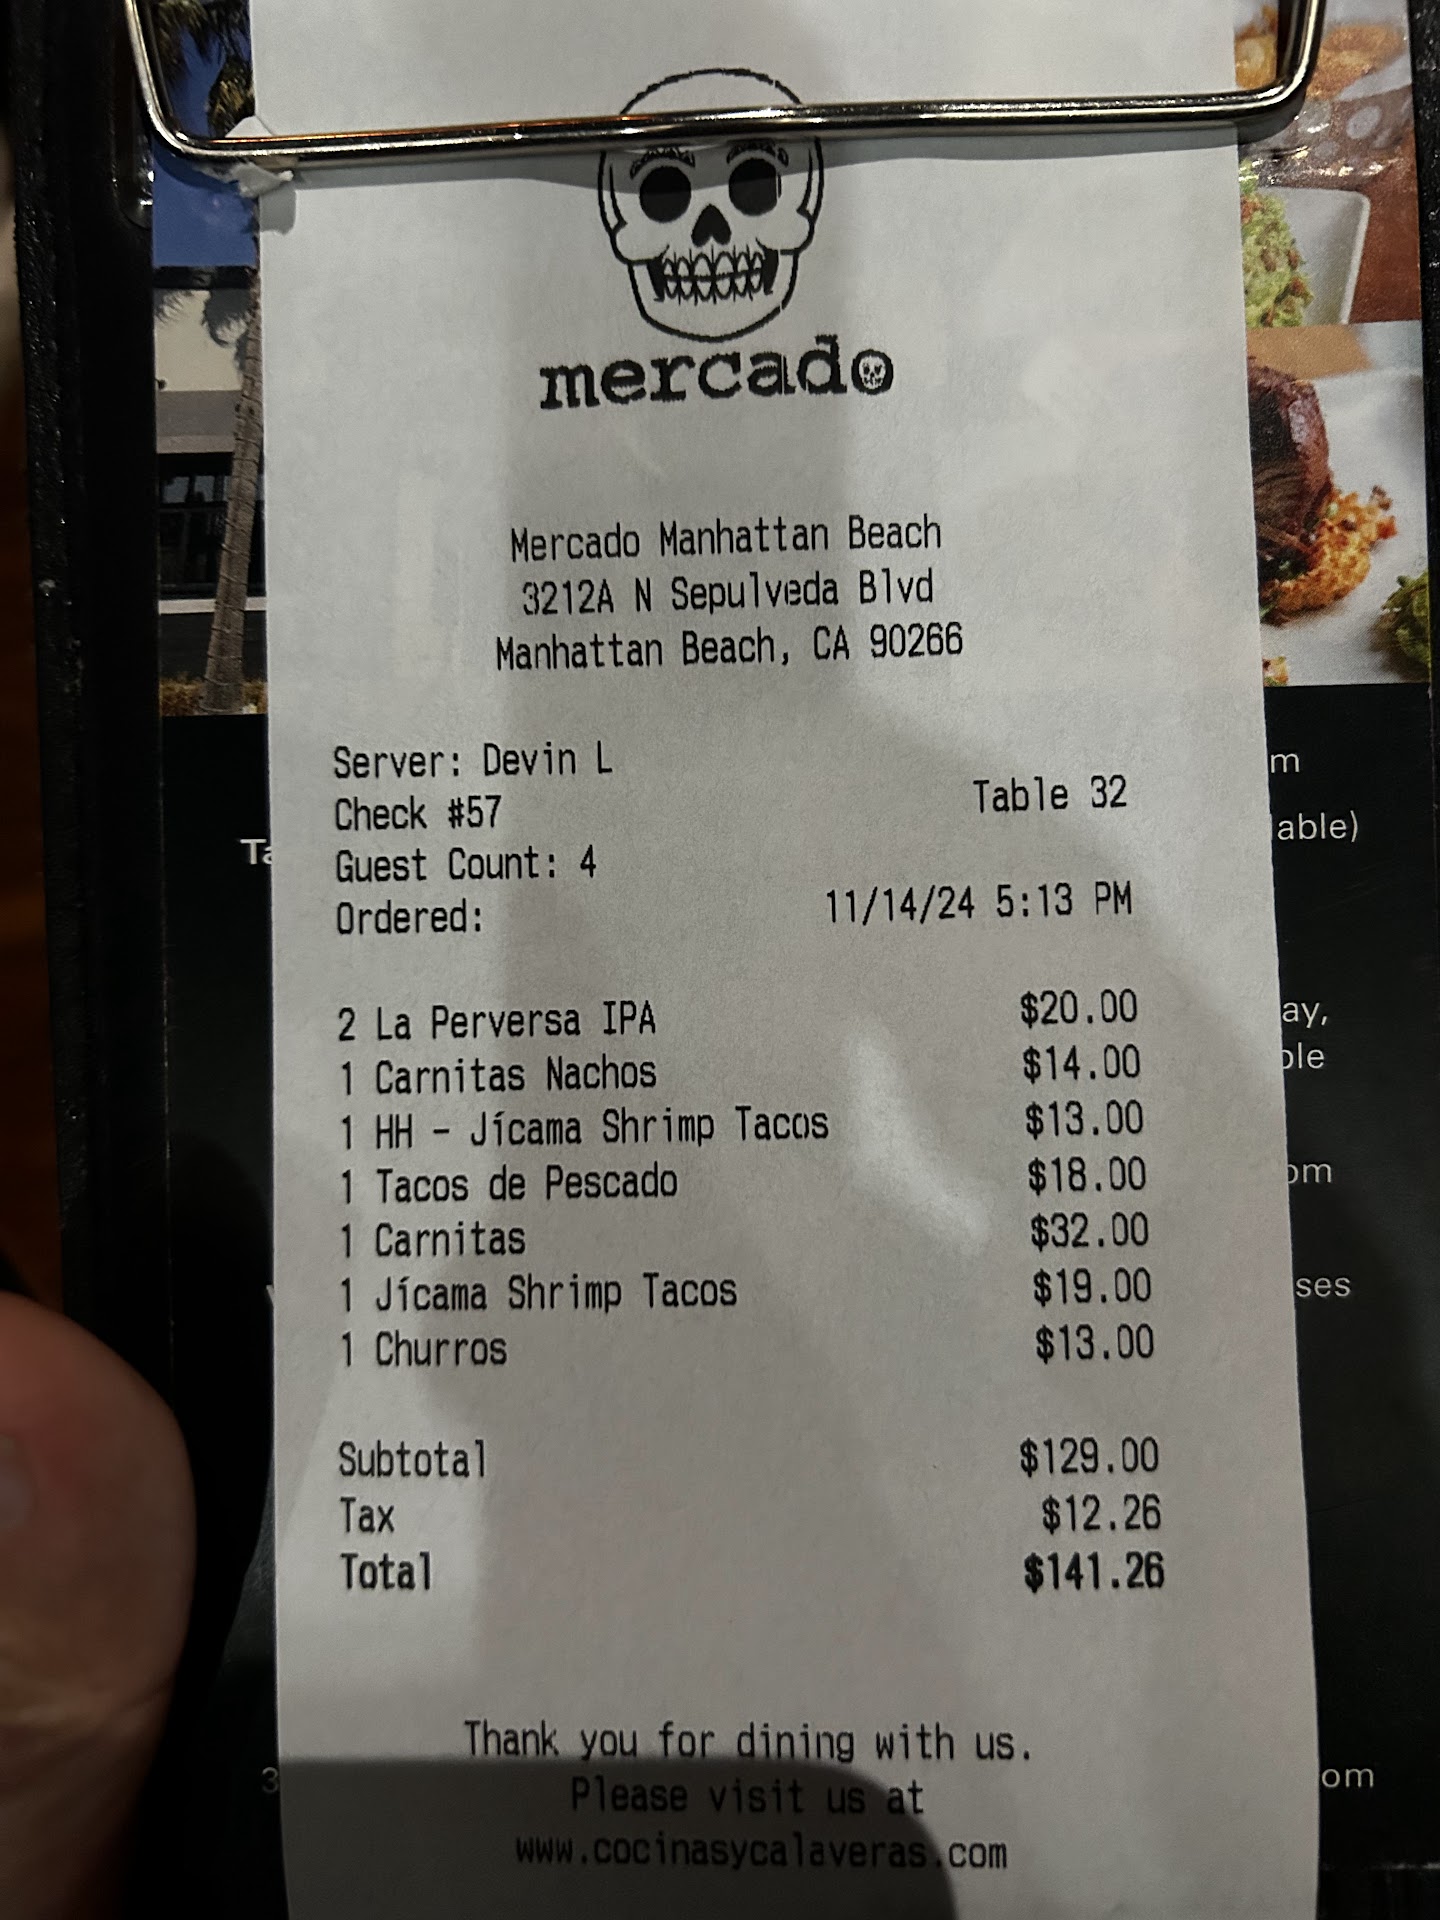 mercado
Mercado Manhattan Beach
3212A N Sepulveda Blvd
Manhattan Beach, CA 90266
Server: Devin L
Check #57 Table 32
Guest Count: 4
Ordered: 11/14/24 5:13 PM
2 La Perversa IPA $20.00
1 Carnitas Nachos $14.00
1 HH - Jícama Shrimp Tacos $13.00
1 Tacos de Pescado $18.00
1 Carnitas $32.00
1 Jícama Shrimp Tacos $19.00
1 Churros $13.00
Subtotal $129.00
Tax $12.26
Total $141.26
Thank you for dining with us.
Please visit us at
www.cocinasycalaveras.com